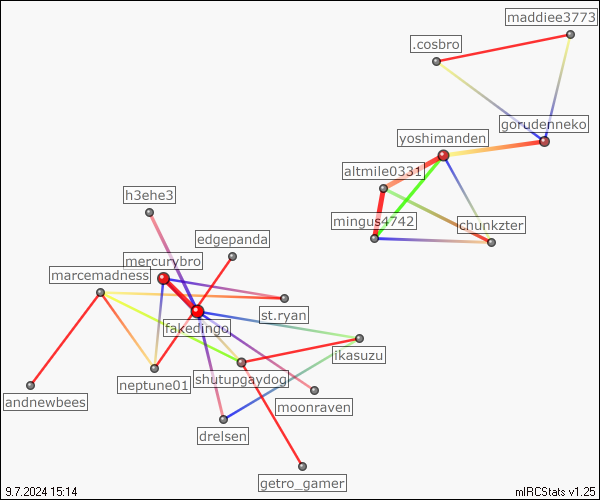 maddiee3773
.cosbro
gorudenneko
yoshimanden
altmile0331
h3ehe3
mingus4742
chunkzter
edgepanda
mercurybro
marcemadness
st.ryan
fakedingo
ikasuzu
shutupgaydog
neptune01
andnewbees
moonraven
drelsen
getro_gamer
9.7.2024 15:14
mIRCStats v1.25